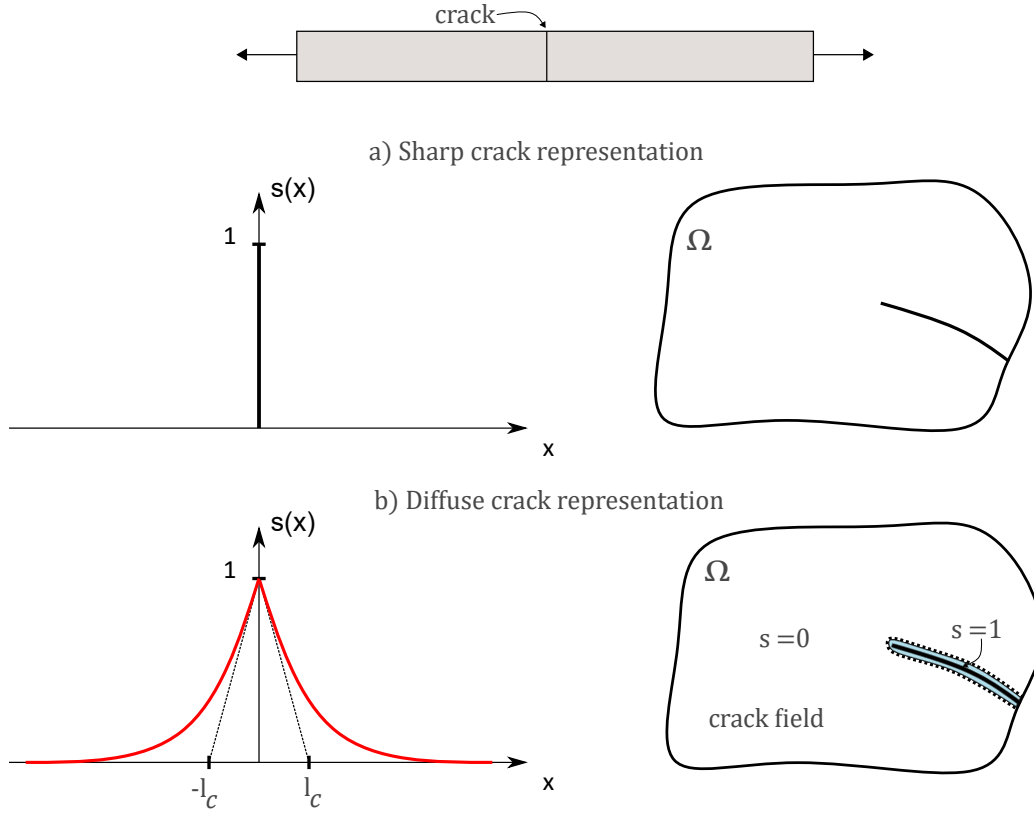 crack
a) Sharp crack representation
s(x)
1
x
Ω
b) Diffuse crack representation
s(x)
1
-l_c
l_c
x
Ω
s =0
s =1
crack field